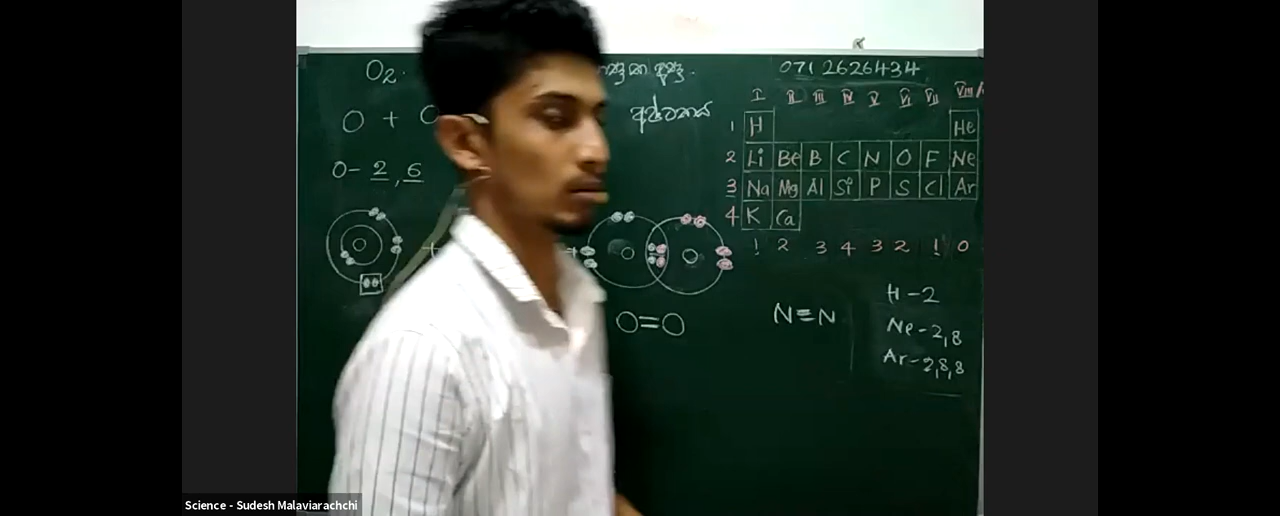 O₂.
071 2626434
O + O
I II III IV V VI VII VIII/
1 H He
O- 2, 6
2 Li Be B C N O F Ne
3 Na Mg Al Si P S Cl Ar
4 K Ca
+
1 2 3 4 3 2 1 0
O=O
N≡N
H-2
Ne-2,8
Ar-2,8,8
Science - Sudesh Malaviarachchi